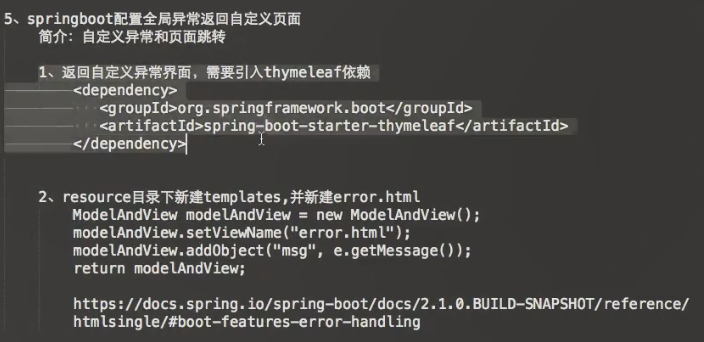 5、springboot配置全局异常返回自定义页面
简介：自定义异常和页面跳转
1、返回自定义异常界面，需要引入thymeleaf依赖
<dependency>
<groupId>org.springframework.boot</groupId>
<artifactId>spring-boot-starter-thymeleaf</artifactId>
</dependency>
2、resource目录下新建templates,并新建error.html
ModelAndView modelAndView = new ModelAndView();
modelAndView.setViewName("error.html");
modelAndView.addObject("msg", e.getMessage());
return modelAndView;
https://docs.spring.io/spring-boot/docs/2.1.0.BUILD-SNAPSHOT/reference/
htmlsingle/#boot-features-error-handling